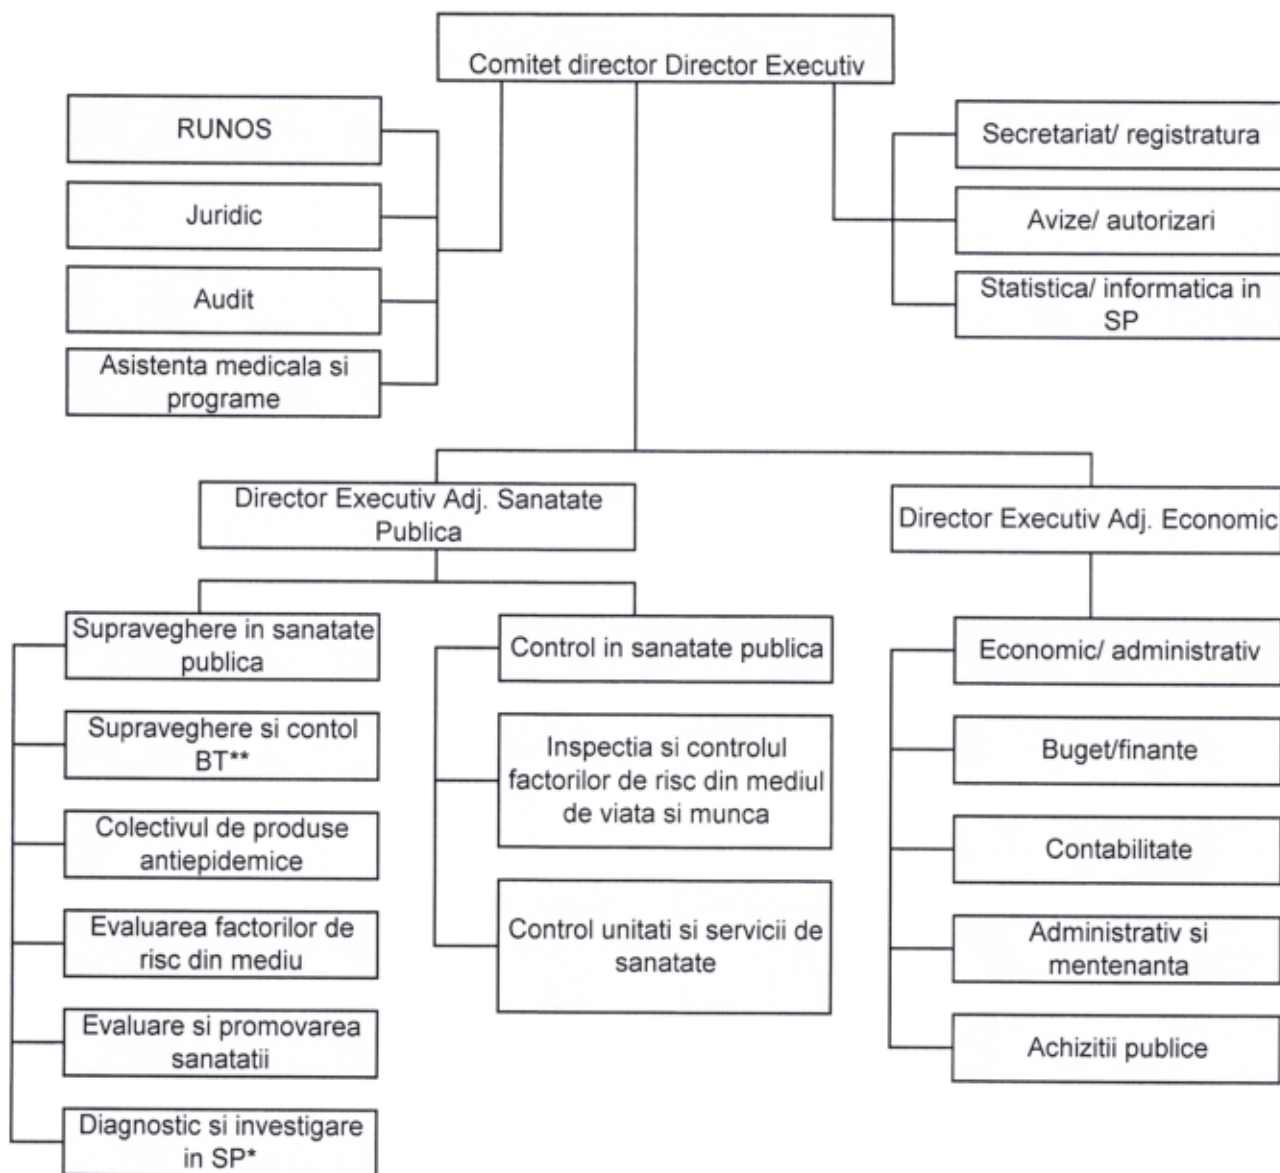 Comitet director Director Executiv
RUNOS
Juridic
Audit
Asistenta medicala si
programe
Secretariat/ registratura
Avize/ autorizari
Statistica/ informatica in
SP
Director Executiv Adj. Sanatate
Publica
Director Executiv Adj. Economic
Supraveghere in sanatate
publica
Supraveghere si contol
BT**
Colectivul de produse
antiepidemice
Evaluarea factorilor de
risc din mediu
Evaluare si promovarea
sanatatii
Diagnostic si investigare
in SP*
Control in sanatate publica
Inspectia si controlul
factorilor de risc din mediul
de viata si munca
Control unitati si servicii de
sanatate
Economic/ administrativ
Buget/finante
Contabilitate
Administrativ si
mentenanta
Achizitii publice